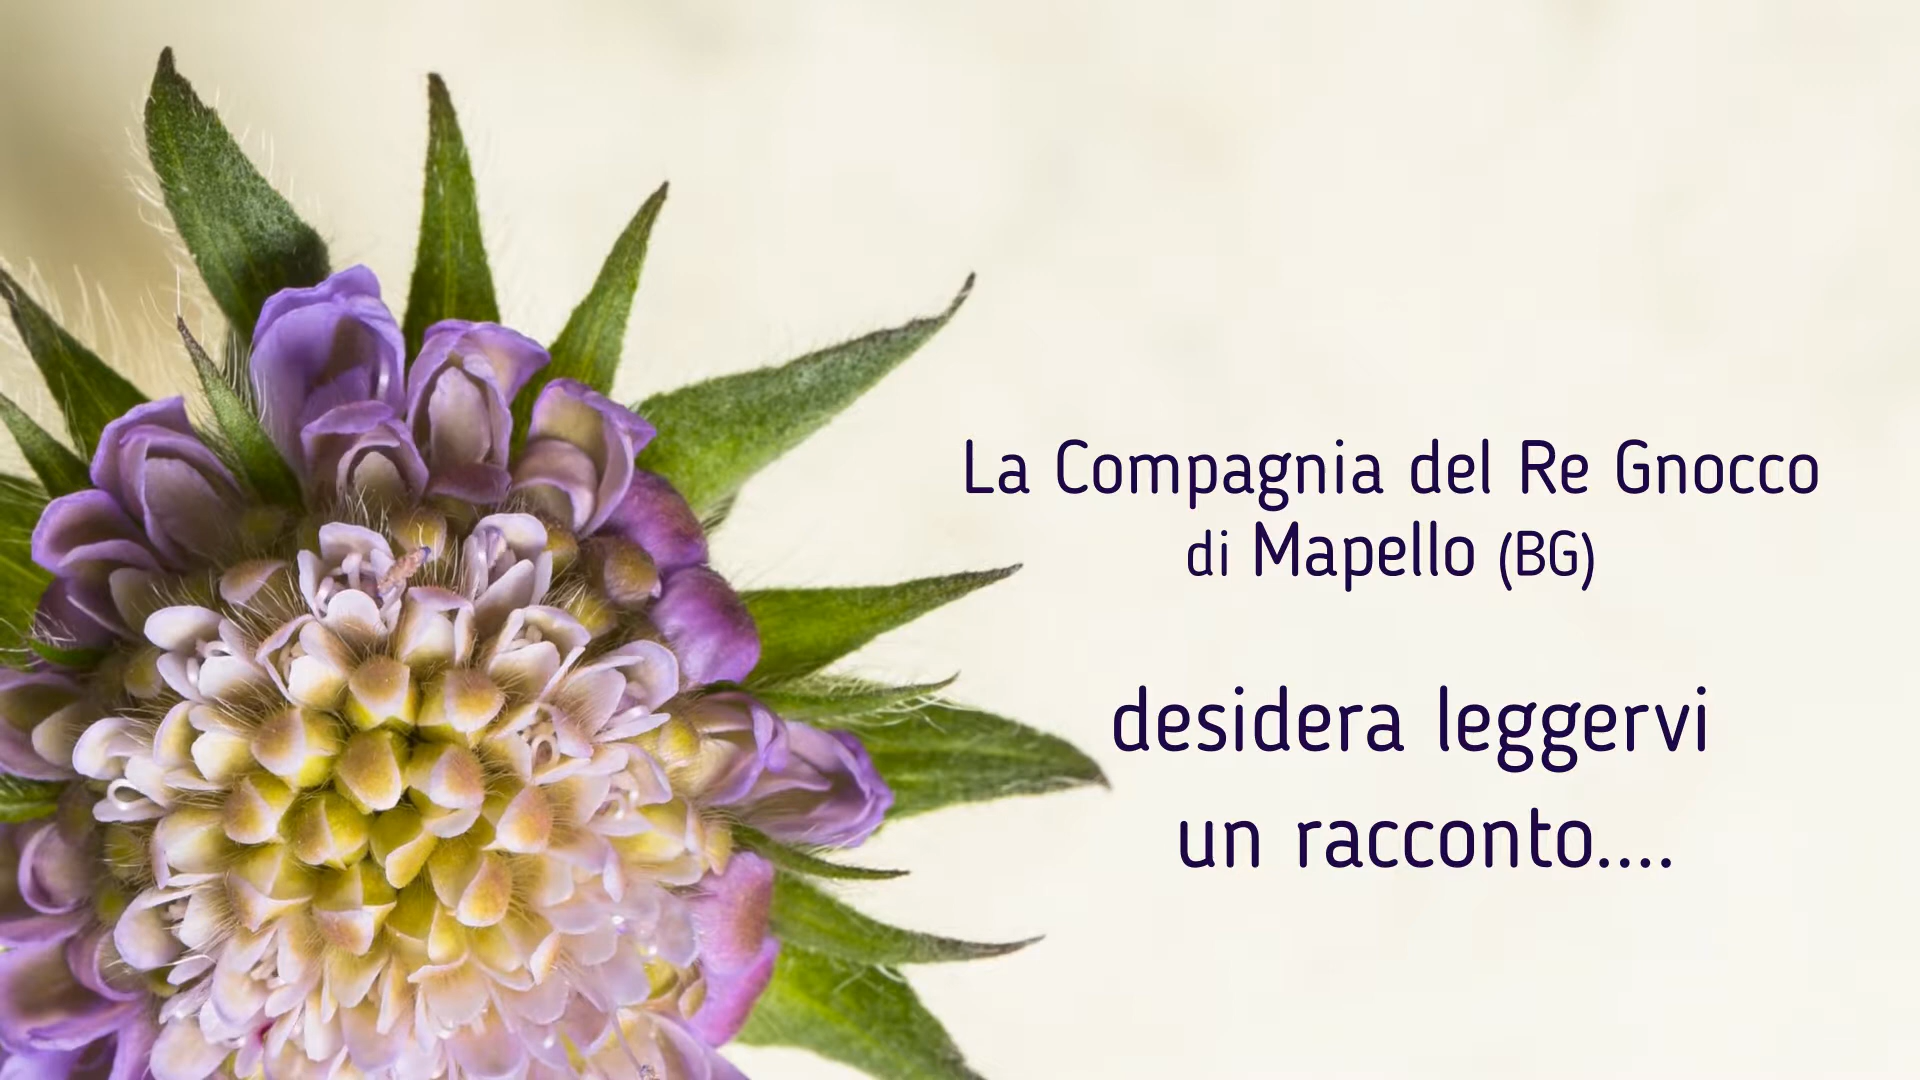 La Compagnia del Re Gnocco
di Mapello (BG)
desidera leggervi
un racconto....